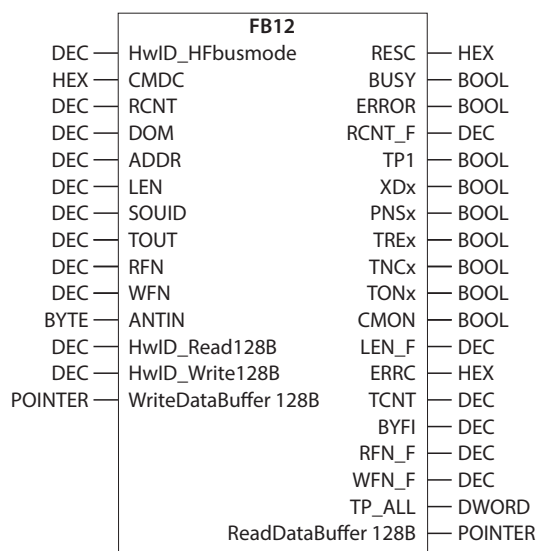 FB12
DEC HwID_HFbusmode RESC HEX
HEX CMDC BUSY BOOL
DEC RCNT ERROR BOOL
DEC DOM RCNT_F DEC
DEC ADDR TP1 BOOL
DEC LEN XDx BOOL
DEC SOUID PNSx BOOL
DEC TOUT TREx BOOL
DEC RFN TNCx BOOL
DEC WFN TONx BOOL
BYTE ANTIN CMON BOOL
DEC HwID_Read128B LEN_F DEC
DEC HwID_Write128B ERRC HEX
POINTER WriteDataBuffer 128B TCNT DEC
BYFI DEC
RFN_F DEC
WFN_F DEC
TP_ALL DWORD
ReadDataBuffer 128B POINTER